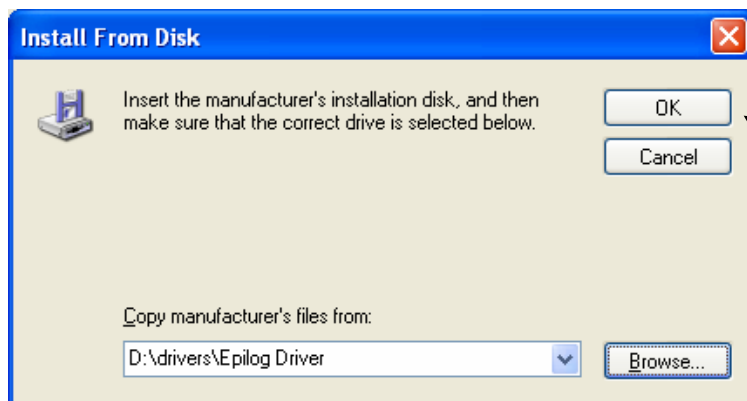 Install From Disk
Insert the manufacturer's installation disk, and then
make sure that the correct drive is selected below.
OK
Cancel
Copy manufacturer's files from:
D:\drivers\Epilog Driver
Browse...